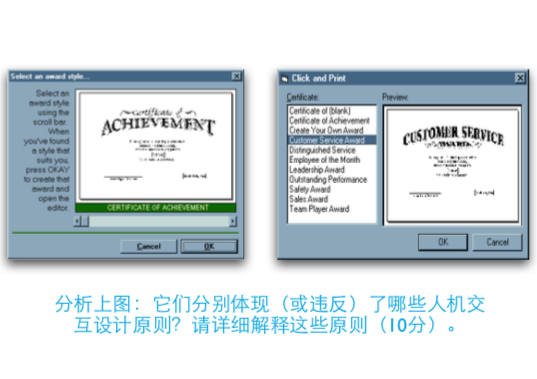 Select an award style...
Select an
award style
using the
scroll bar.
When
you've found
a style that
suits you,
press OKAY
to create that
award and
open the
editor.
Certificate of
ACHIEVEMENT
CERTIFICATE OF ACHIEVEMENT
Cancel
OK
Click and Print
Certificate:
Certificate of (blank)
Certificate of Achievement
Create Your Own Award
Customer Service Award
Distinguished Service
Employee of the Month
Leadership Award
Outstanding Performance
Safety Award
Sales Award
Team Player Award
Preview:
CUSTOMER SERVICE
AWARD
OK
Cancel
分析上图：它们分别体现（或违反）了哪些人机交
互设计原则？请详细解释这些原则（10分）。